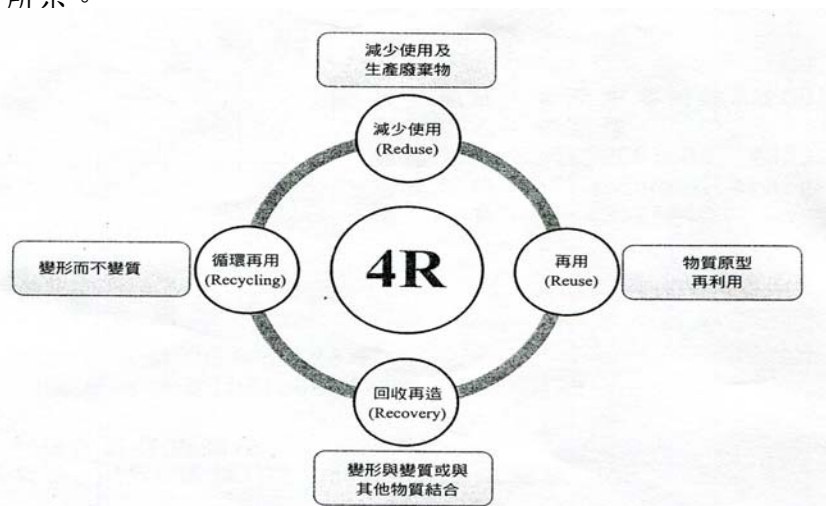 所示。
減少使用及
生產廢棄物
減少使用
(Reduse)
變形而不變質
循環再用
(Recycling)
4R
再用
(Reuse)
物質原型
再利用
回收再造
(Recovery)
變形與變質或與
其他物質結合